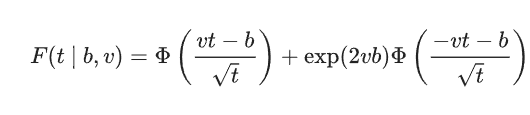 F(t | b, v) = Φ((vt − b)/√t) + exp(2vb)Φ((−vt − b)/√t)